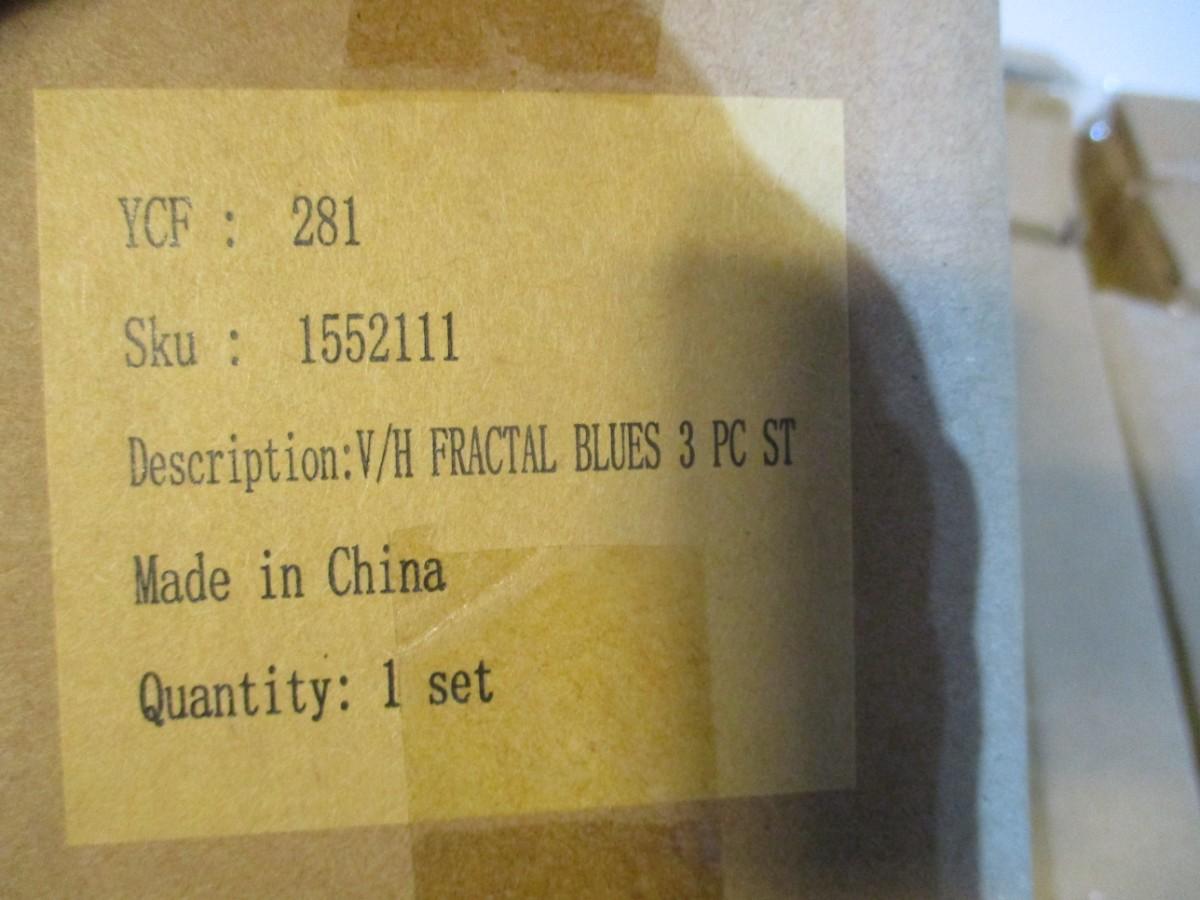 YCF : 281
Sku : 1552111
Description:V/H FRACTAL BLUES 3 PC ST
Made in China
Quantity: 1 set